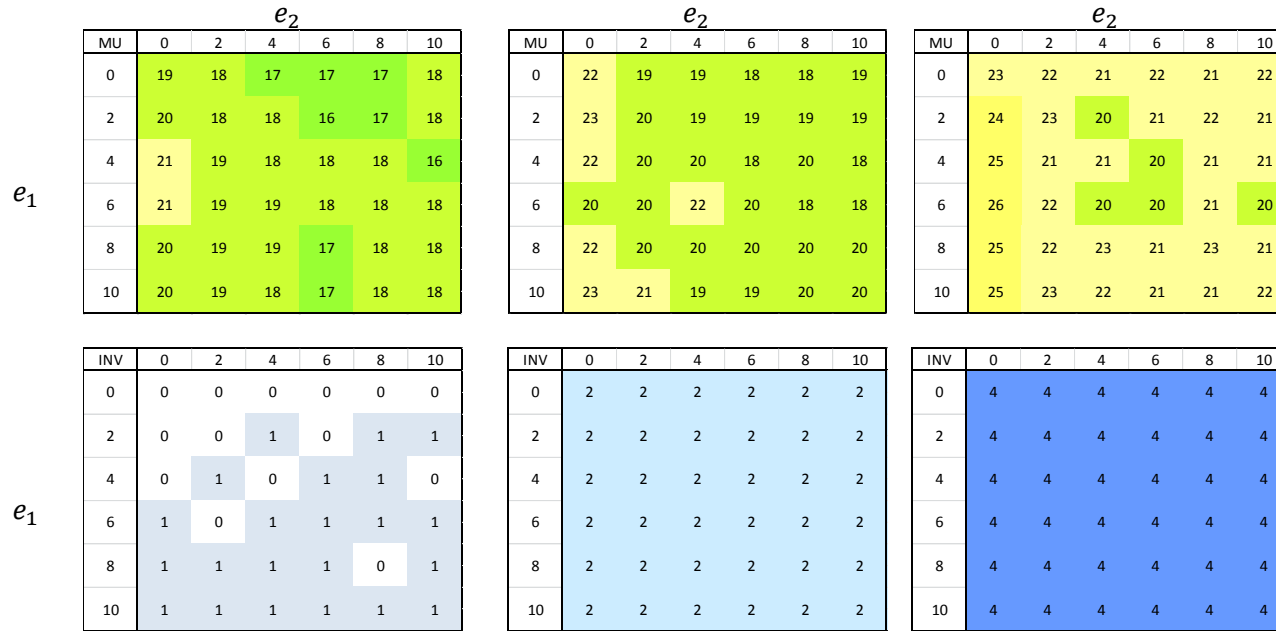 e₂ e₂ e₂
MU 0 2 4 6 8 10 MU 0 2 4 6 8 10 MU 0 2 4 6 8 10
0 19 18 17 17 17 18 0 22 19 19 18 18 19 0 23 22 21 22 21 22
2 20 18 18 16 17 18 2 23 20 19 19 19 19 2 24 23 20 21 22 21
4 21 19 18 18 18 16 4 22 20 20 18 20 18 4 25 21 21 20 21 21
e₁
6 21 19 19 18 18 18 6 20 20 22 20 18 18 6 26 22 20 20 21 20
8 20 19 19 17 18 18 8 22 20 20 20 20 20 8 25 22 23 21 23 21
10 20 19 18 17 18 18 10 23 21 19 19 20 20 10 25 23 22 21 21 22
INV 0 2 4 6 8 10 INV 0 2 4 6 8 10 INV 0 2 4 6 8 10
0 0 0 0 0 0 0 0 2 2 2 2 2 2 0 4 4 4 4 4 4
2 0 0 1 0 1 1 2 2 2 2 2 2 2 2 4 4 4 4 4 4
4 0 1 0 1 1 0 4 2 2 2 2 2 2 4 4 4 4 4 4 4
e₁
6 1 0 1 1 1 1 6 2 2 2 2 2 2 6 4 4 4 4 4 4
8 1 1 1 1 0 1 8 2 2 2 2 2 2 8 4 4 4 4 4 4
10 1 1 1 1 1 1 10 2 2 2 2 2 2 10 4 4 4 4 4 4